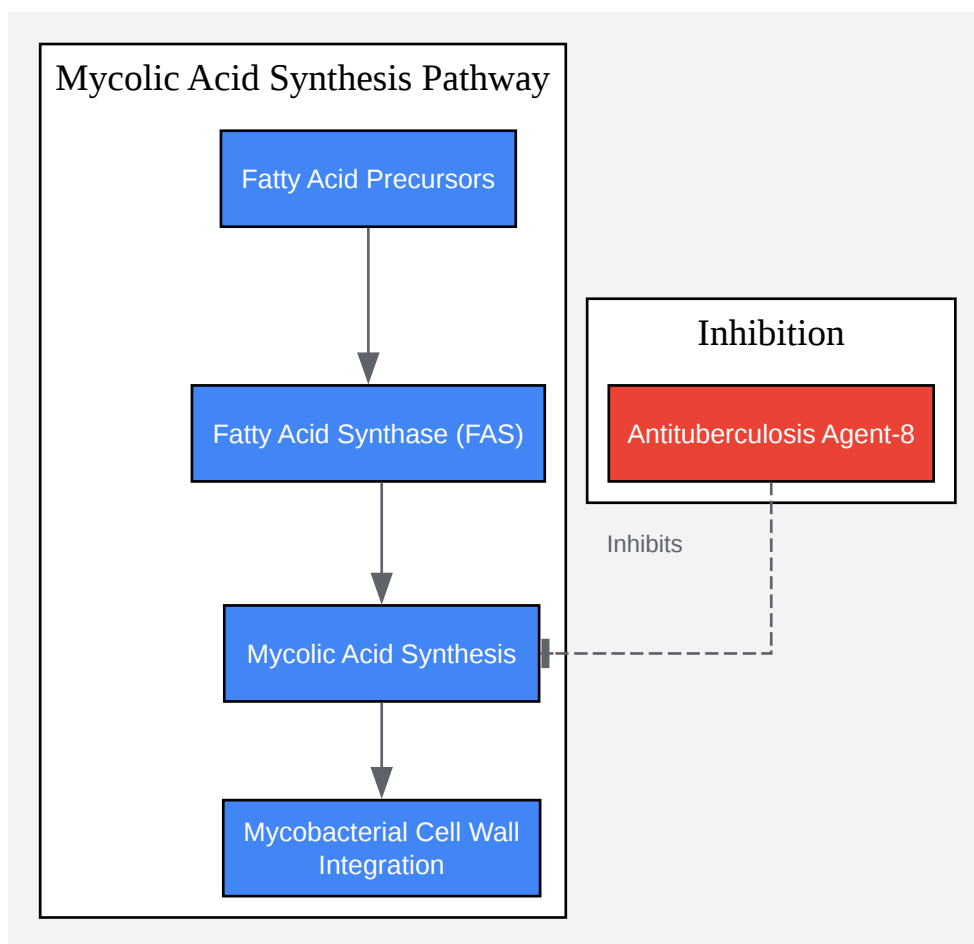 Mycolic Acid Synthesis Pathway
Fatty Acid Precursors
Fatty Acid Synthase (FAS)
Mycolic Acid Synthesis
Mycobacterial Cell Wall
Integration
Inhibition
Antituberculosis Agent-8
Inhibits